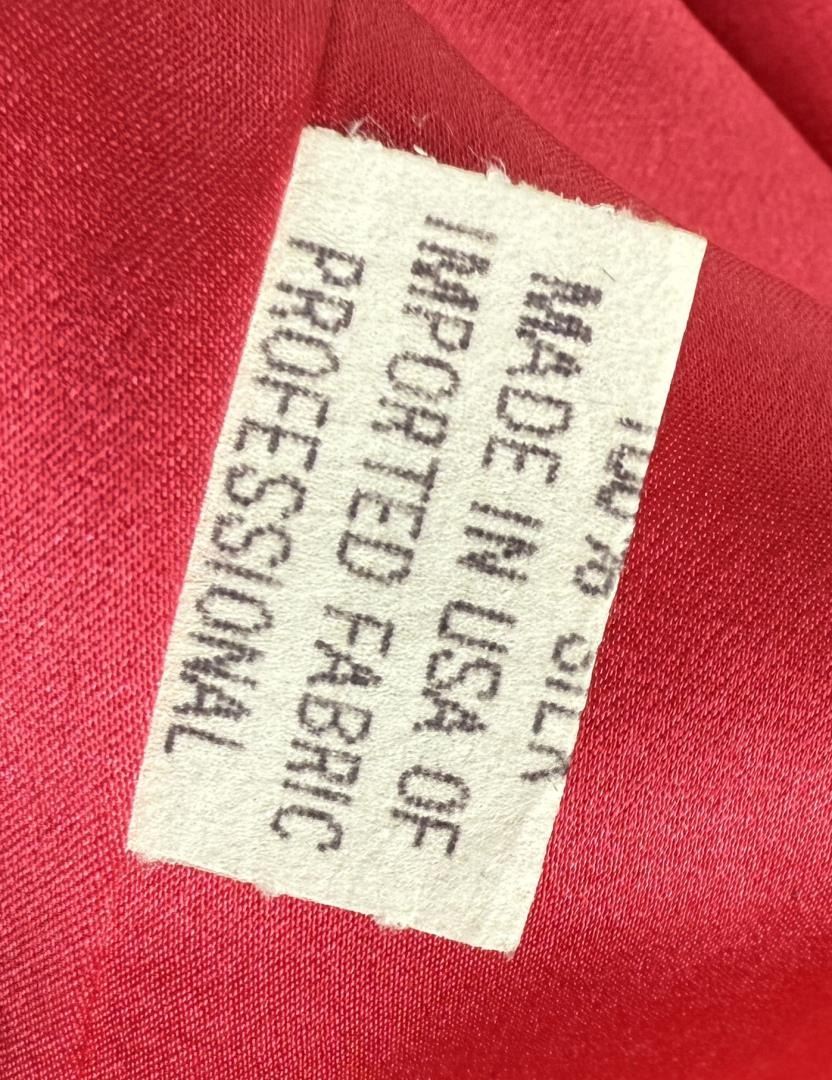 100% SILK
MADE IN USA OF
IMPORTED FABRIC
PROFESSIONAL